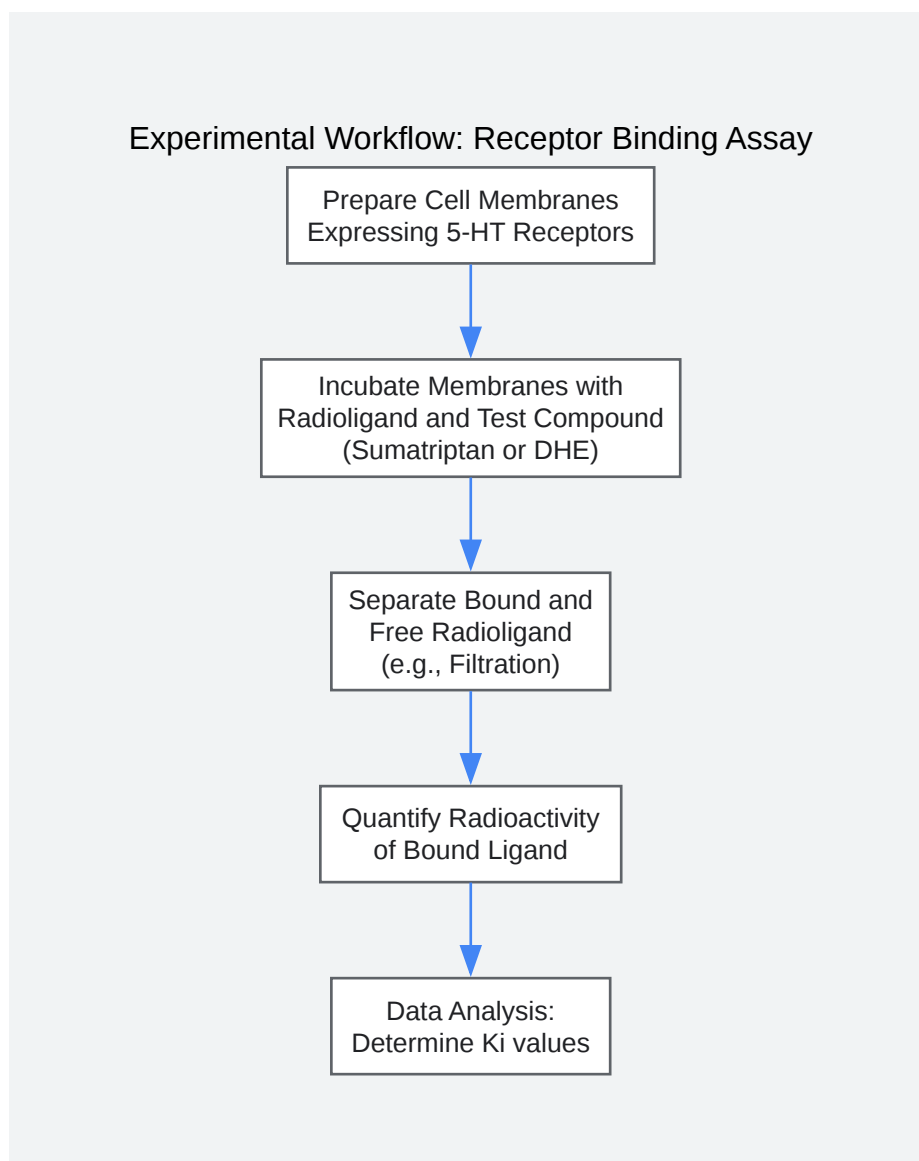 Experimental Workflow: Receptor Binding Assay
Prepare Cell Membranes
Expressing 5-HT Receptors
Incubate Membranes with
Radioligand and Test Compound
(Sumatriptan or DHE)
Separate Bound and
Free Radioligand
(e.g., Filtration)
Quantify Radioactivity
of Bound Ligand
Data Analysis:
Determine Ki values